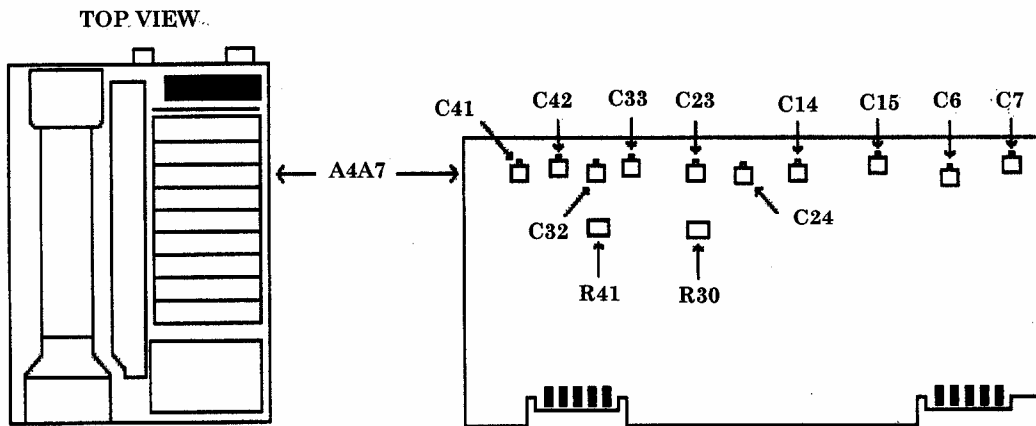 TOP VIEW
C41 C42 C33 C23 C14 C15 C6 C7
A4A7
C32 C24
R41 R30